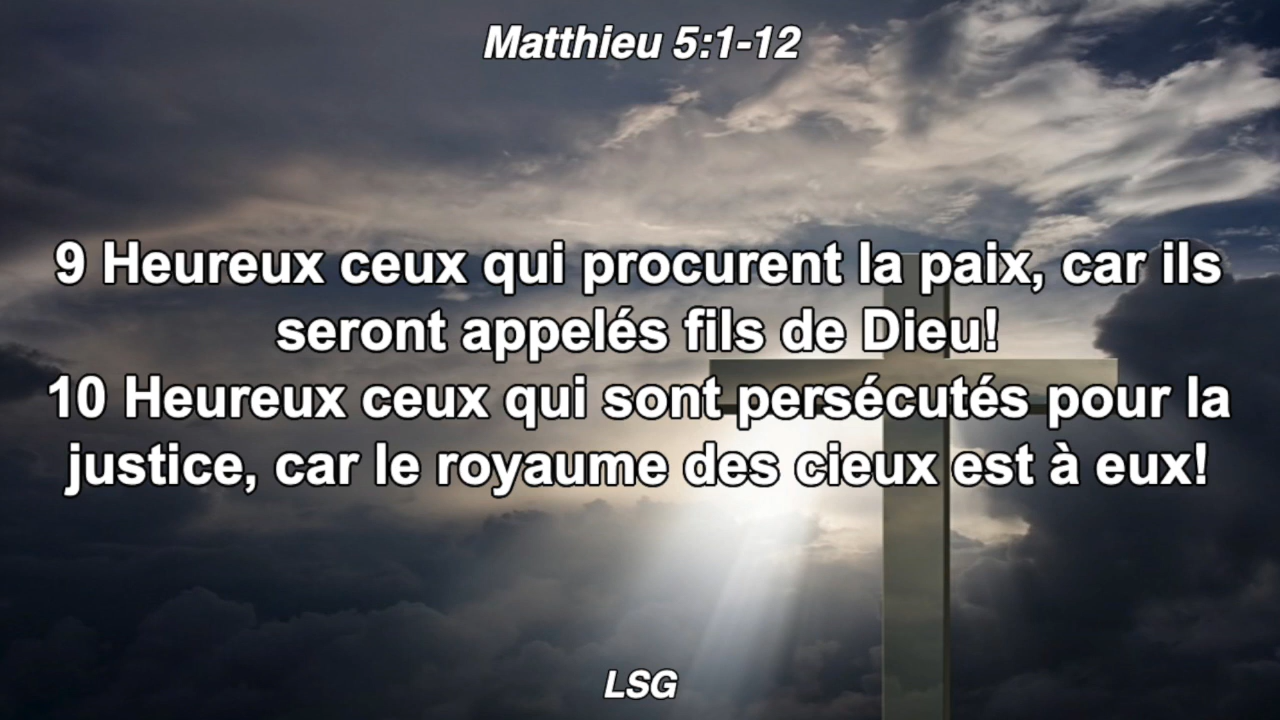 Matthieu 5:1-12
9 Heureux ceux qui procurent la paix, car ils
seront appelés fils de Dieu!
10 Heureux ceux qui sont persécutés pour la
justice, car le royaume des cieux est à eux!
LSG